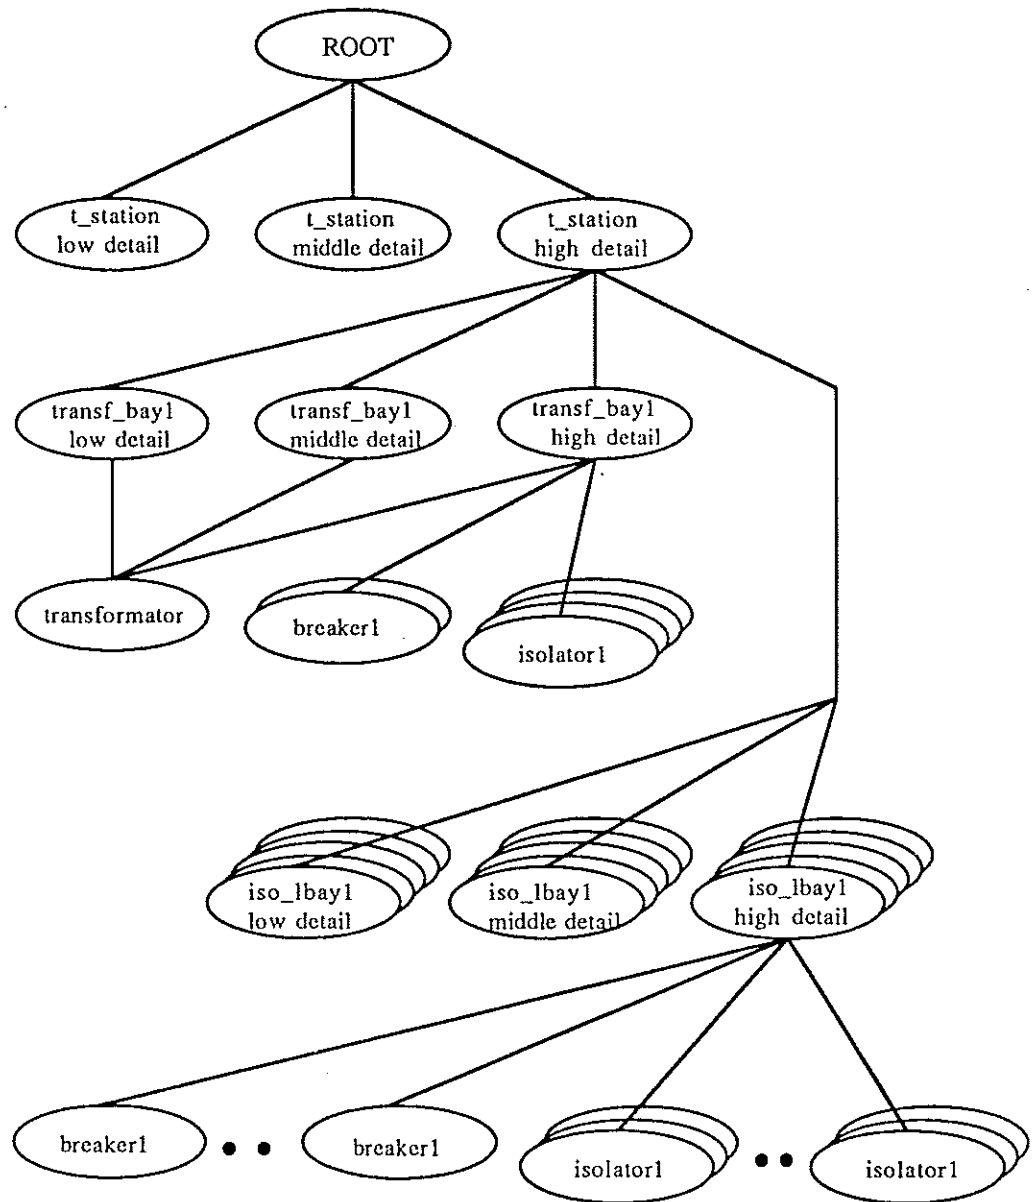 ROOT
t_station
low detail
t_station
middle detail
t_station
high detail
transf_bay1
low detail
transf_bay1
middle detail
transf_bay1
high detail
transformator
breaker1
isolator1
iso_lbay1
low detail
iso_lbay1
middle detail
iso_lbay1
high detail
breaker1
breaker1
isolator1
isolator1